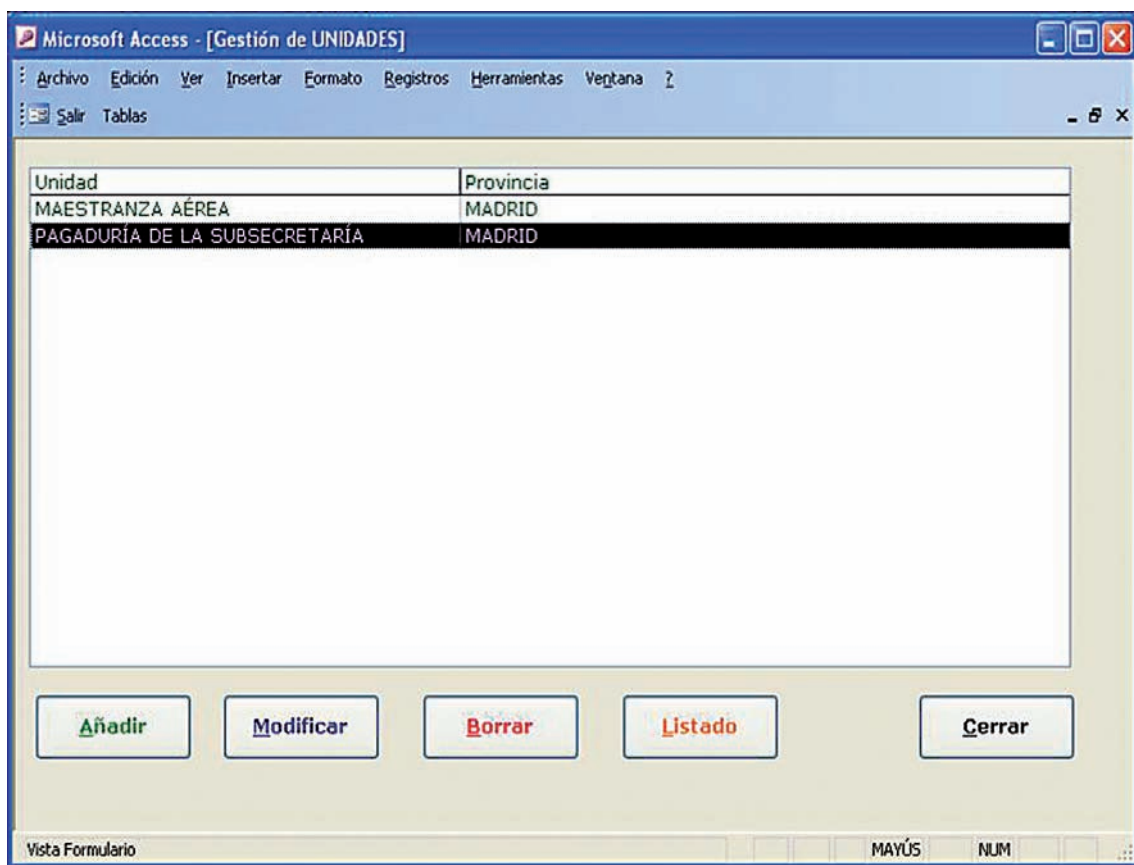 Microsoft Access - [Gestión de UNIDADES]
Archivo Edición Ver Insertar Formato Registros Herramientas Ventana ?
Salir Tablas
Unidad Provincia
MAESTRANZA AÉREA MADRID
PAGADURÍA DE LA SUBSECRETARÍA MADRID
Añadir Modificar Borrar Listado Cerrar
Vista Formulario MAYÚS NUM